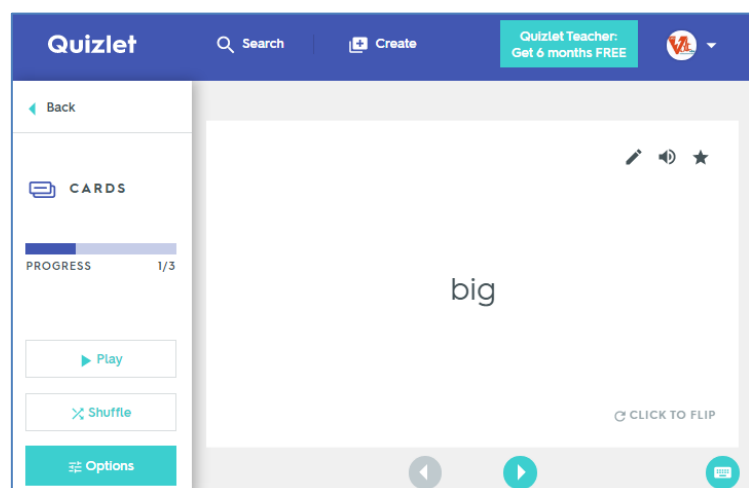 Quizlet
Search
Create
Quizlet Teacher:
Get 6 months FREE
Back
CARDS
PROGRESS 1/3
Play
Shuffle
Options
big
CLICK TO FLIP